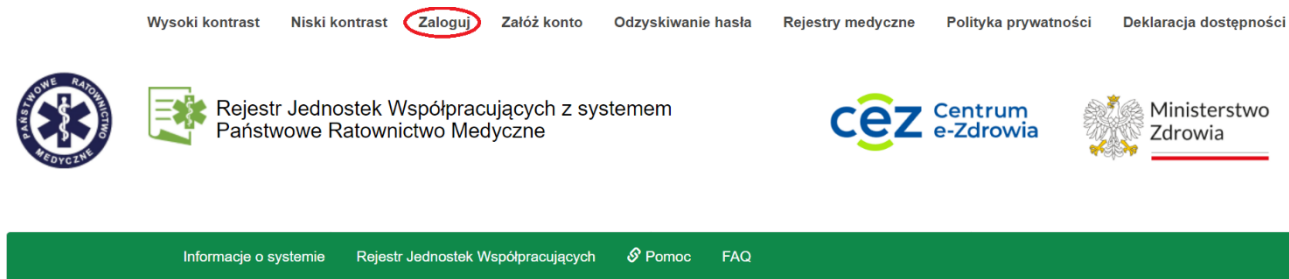 Wysoki kontrast Niski kontrast Zaloguj Załóż konto Odzyskiwanie hasła Rejestry medyczne Polityka prywatności Deklaracja dostępności
PAŃSTWOWE RATOWNICTWO MEDYCZNE
Rejestr Jednostek Współpracujących z systemem
Państwowe Ratownictwo Medyczne
cez Centrum
e-Zdrowia
Ministerstwo
Zdrowia
Informacje o systemie Rejestr Jednostek Współpracujących Pomoc FAQ